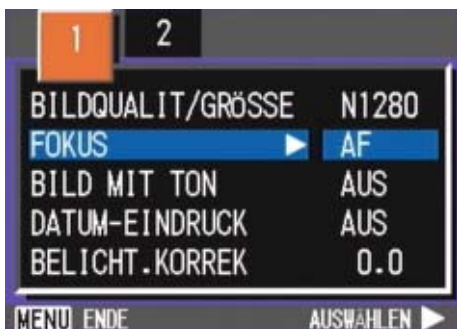 1 2
BILDQUALIT/GRÖSSE N1280
FOKUS ▶ AF
BILD MIT TON AUS
DATUM-EINDRUCK AUS
BELICHT.KORREK 0.0
MENU ENDE AUSWÄHLEN ▶